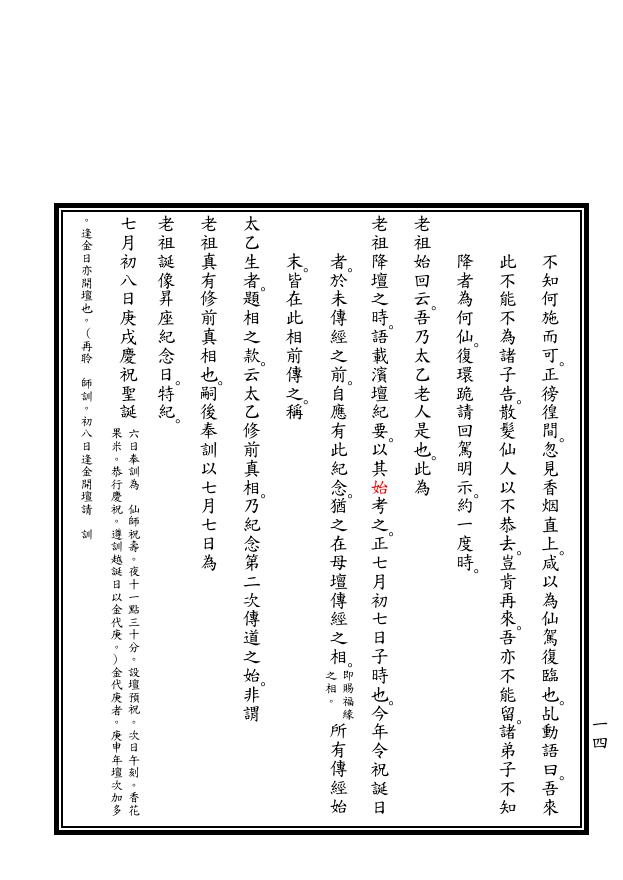 不知何施而可。正徬徨間。忽見香烟直上。咸以為仙駕復臨也。乩動語曰。吾來
此不能不為諸子告。散髮仙人以不恭去。豈肯再來。吾亦不能留。諸弟子不知
降者為何仙。復環跪請回駕明示。約一度時。
老祖始回云。吾乃太乙老人是也。此為
老祖降壇之時。語載濱壇紀要。以其始考之。正七月初七日子時也。今年令祝誕日
者。於未傳經之前。自應有此紀念。猶之在母壇傳經之相。即賜福緣之相。所有傳經始
末。皆在此相前傳之。稱
太乙生者。題相之款。云太乙修前真相。乃紀念第二次傳道之始。非謂
老祖真有修前真相也。嗣後奉訓以七月七日為
老祖誕像昇座紀念日。特紀。
七月初八日庚戌慶祝聖誕
六日奉訓為 仙師祝壽。夜十一點三十分。設壇預祝。次日午刻。香花
果米。恭行慶祝。遵訓越誕日以金代庚。)金代庚者。庚申年壇次加多
。逢金日亦開壇也。(再聆 師訓。初八日逢金開壇請 訓
一四